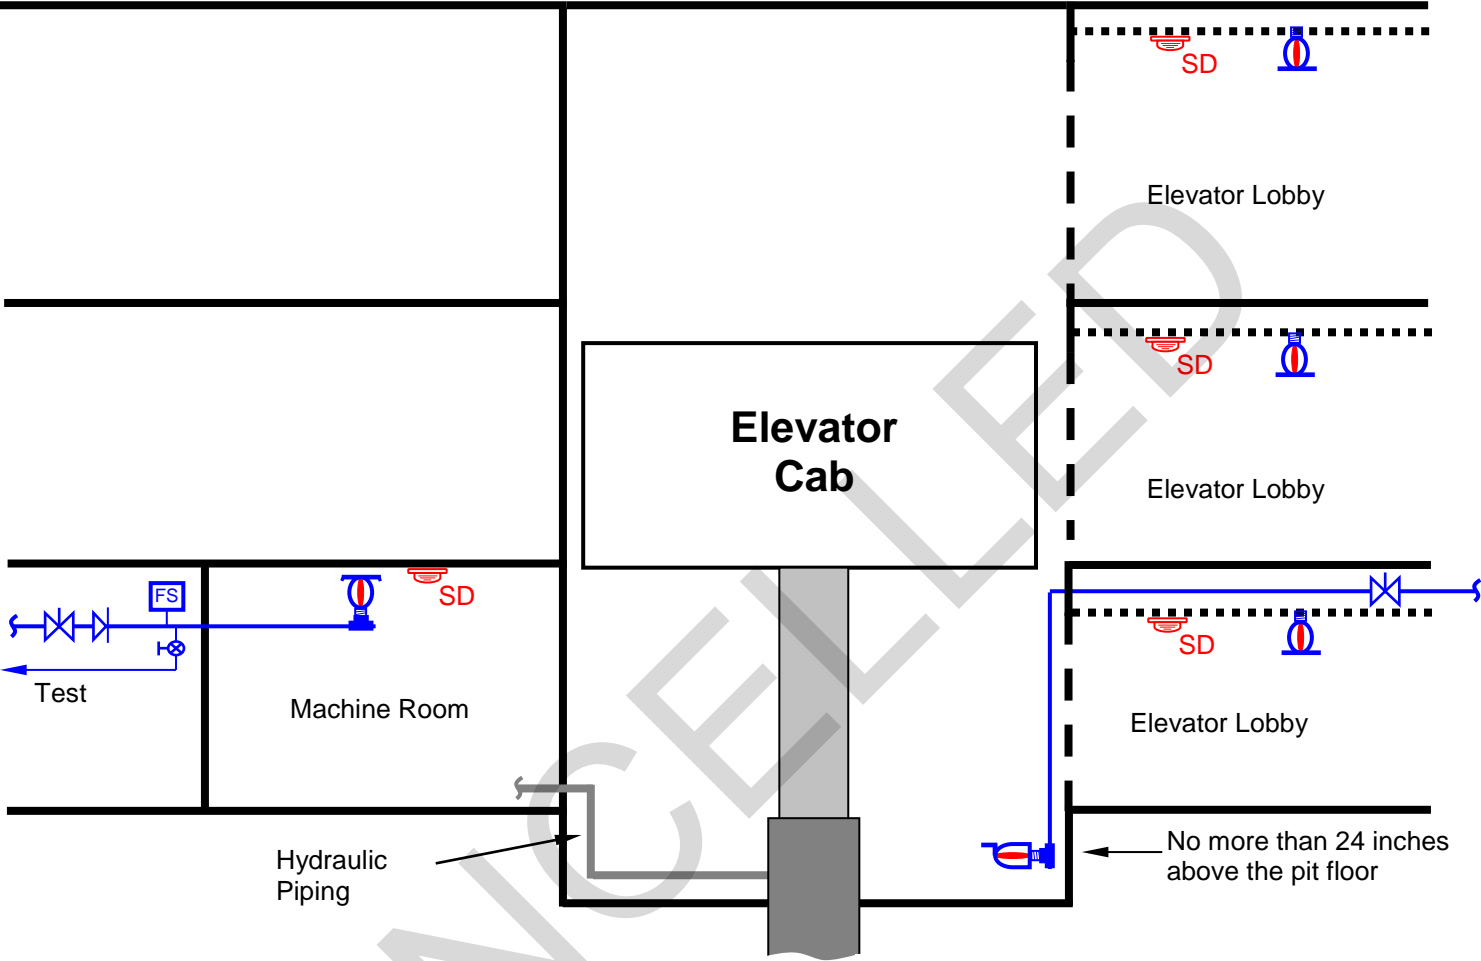 SD
Elevator Lobby
SD
Elevator
Cab
Elevator Lobby
FS
SD
SD
Test
Machine Room
Elevator Lobby
Hydraulic
Piping
No more than 24 inches
above the pit floor
NCELLED